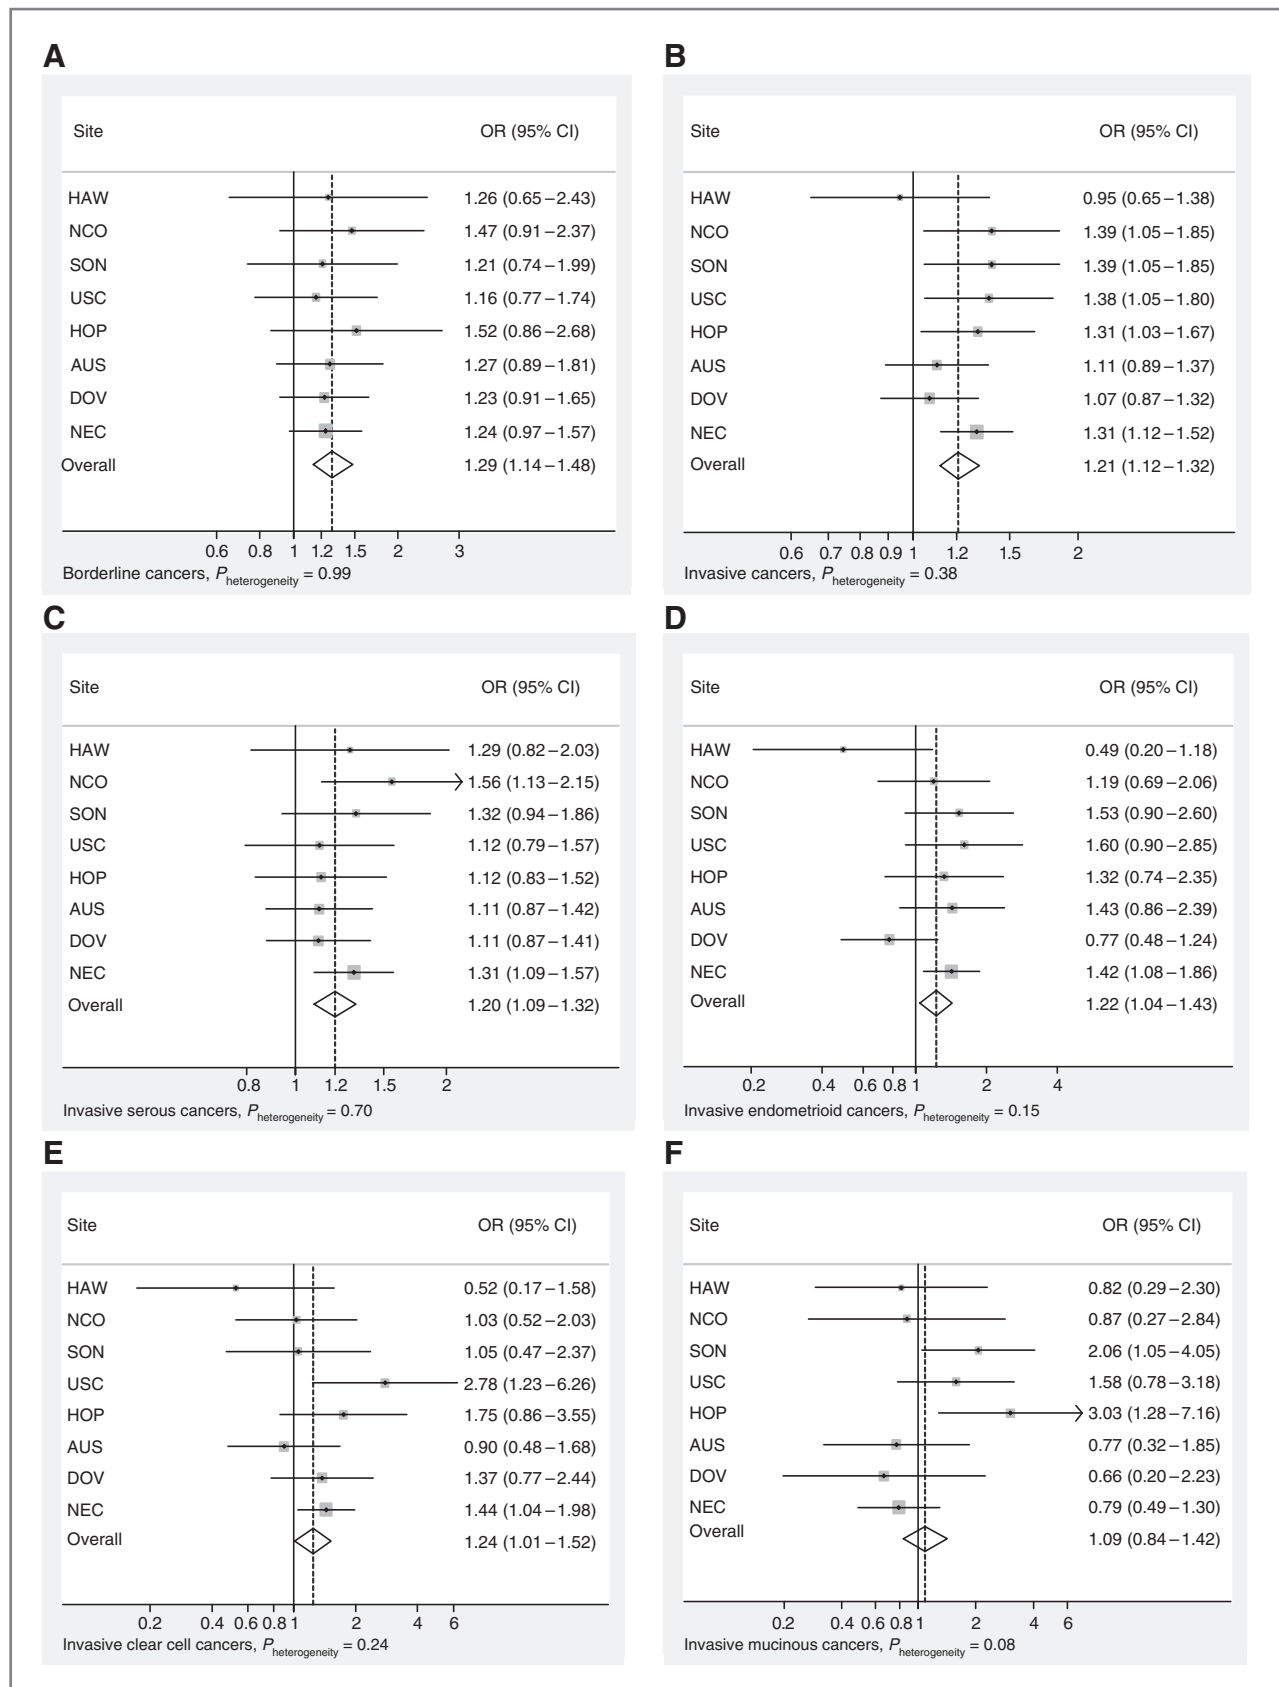 A
Site OR (95% CI)
HAW 1.26 (0.65–2.43)
NCO 1.47 (0.91–2.37)
SON 1.21 (0.74–1.99)
USC 1.16 (0.77–1.74)
HOP 1.52 (0.86–2.68)
AUS 1.27 (0.89–1.81)
DOV 1.23 (0.91–1.65)
NEC 1.24 (0.97–1.57)
Overall 1.29 (1.14–1.48)
0.6 0.8 1 1.2 1.5 2 3
Borderline cancers, Pheterogeneity = 0.99
B
Site OR (95% CI)
HAW 0.95 (0.65–1.38)
NCO 1.39 (1.05–1.85)
SON 1.39 (1.05–1.85)
USC 1.38 (1.05–1.80)
HOP 1.31 (1.03–1.67)
AUS 1.11 (0.89–1.37)
DOV 1.07 (0.87–1.32)
NEC 1.31 (1.12–1.52)
Overall 1.21 (1.12–1.32)
0.6 0.7 0.8 0.9 1 1.2 1.5 2
Invasive cancers, Pheterogeneity = 0.38
C
Site OR (95% CI)
HAW 1.29 (0.82–2.03)
NCO 1.56 (1.13–2.15)
SON 1.32 (0.94–1.86)
USC 1.12 (0.79–1.57)
HOP 1.12 (0.83–1.52)
AUS 1.11 (0.87–1.42)
DOV 1.11 (0.87–1.41)
NEC 1.31 (1.09–1.57)
Overall 1.20 (1.09–1.32)
0.8 1 1.2 1.5 2
Invasive serous cancers, Pheterogeneity = 0.70
D
Site OR (95% CI)
HAW 0.49 (0.20–1.18)
NCO 1.19 (0.69–2.06)
SON 1.53 (0.90–2.60)
USC 1.60 (0.90–2.85)
HOP 1.32 (0.74–2.35)
AUS 1.43 (0.86–2.39)
DOV 0.77 (0.48–1.24)
NEC 1.42 (1.08–1.86)
Overall 1.22 (1.04–1.43)
0.2 0.4 0.6 0.8 1 2 4
Invasive endometrioid cancers, Pheterogeneity = 0.15
E
Site OR (95% CI)
HAW 0.52 (0.17–1.58)
NCO 1.03 (0.52–2.03)
SON 1.05 (0.47–2.37)
USC 2.78 (1.23–6.26)
HOP 1.75 (0.86–3.55)
AUS 0.90 (0.48–1.68)
DOV 1.37 (0.77–2.44)
NEC 1.44 (1.04–1.98)
Overall 1.24 (1.01–1.52)
0.2 0.4 0.6 0.8 1 2 4 6
Invasive clear cell cancers, Pheterogeneity = 0.24
F
Site OR (95% CI)
HAW 0.82 (0.29–2.30)
NCO 0.87 (0.27–2.84)
SON 2.06 (1.05–4.05)
USC 1.58 (0.78–3.18)
HOP 3.03 (1.28–7.16)
AUS 0.77 (0.32–1.85)
DOV 0.66 (0.20–2.23)
NEC 0.79 (0.49–1.30)
Overall 1.09 (0.84–1.42)
0.2 0.4 0.6 0.8 1 2 4 6
Invasive mucinous cancers, Pheterogeneity = 0.08